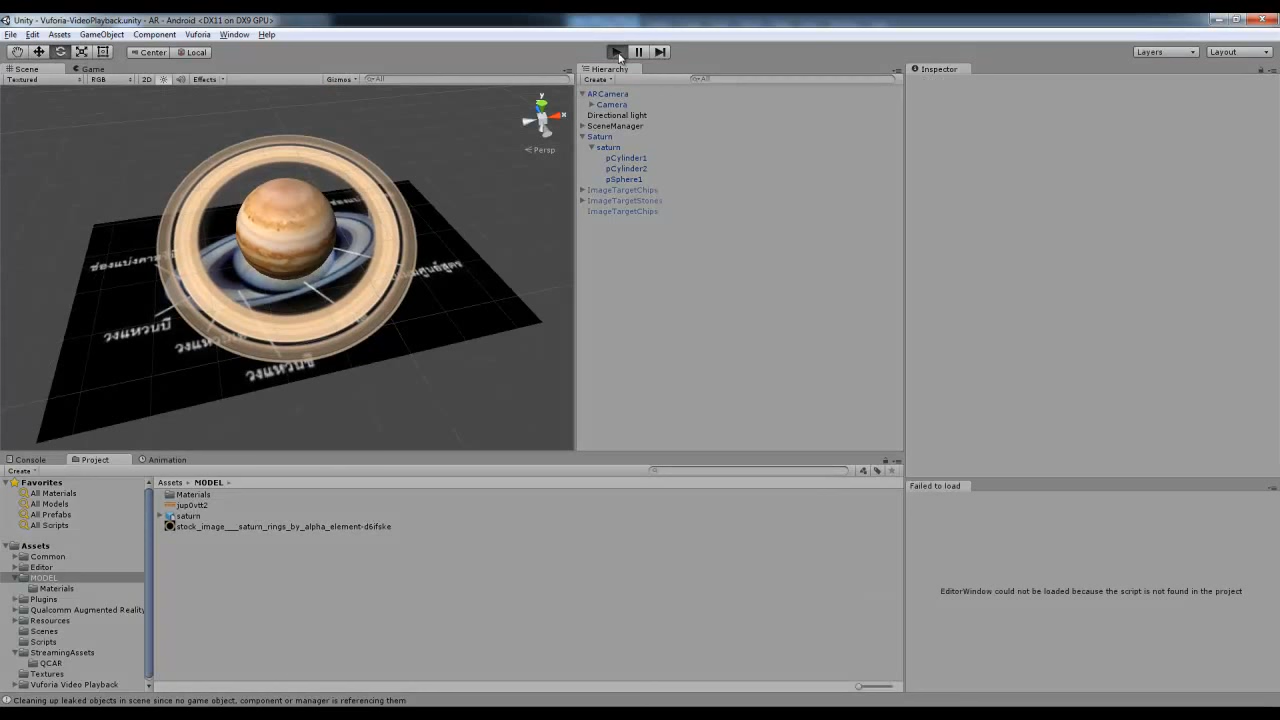 Unity - Vuforia-VideoPlayback.unity - AR - Android <DX11 on DX9 GPU>
File Edit Assets GameObject Component Vuforia Window Help
Center Local Layers Layout
Scene Game Hierarchy Inspector
Textured RGB 2D Effects Gizmos All Create All
ARCamera
Camera
Directional light
SceneManager
Saturn
saturn
pCylinder1
pCylinder2
pSphere1
ImageTargetChips
ImageTargetStones
ImageTargetChips
y
x
Persp
วงแหวนบี
วงแหวนซี
Console Project Animation
Create
Favorites
All Materials
All Models
All Prefabs
All Scripts
Assets
Common
Editor
MODEL
Materials
Plugins
Qualcomm Augmented Reality
Resources
Scenes
Scripts
StreamingAssets
QCAR
Textures
Vuforia Video Playback
Assets MODEL
Materials
jup0vtt2
saturn
stock_image___saturn_rings_by_alpha_element-d6ifske
Failed to load
EditorWindow could not be loaded because the script is not found in the project
Cleaning up leaked objects in scene since no game object, component or manager is referencing them